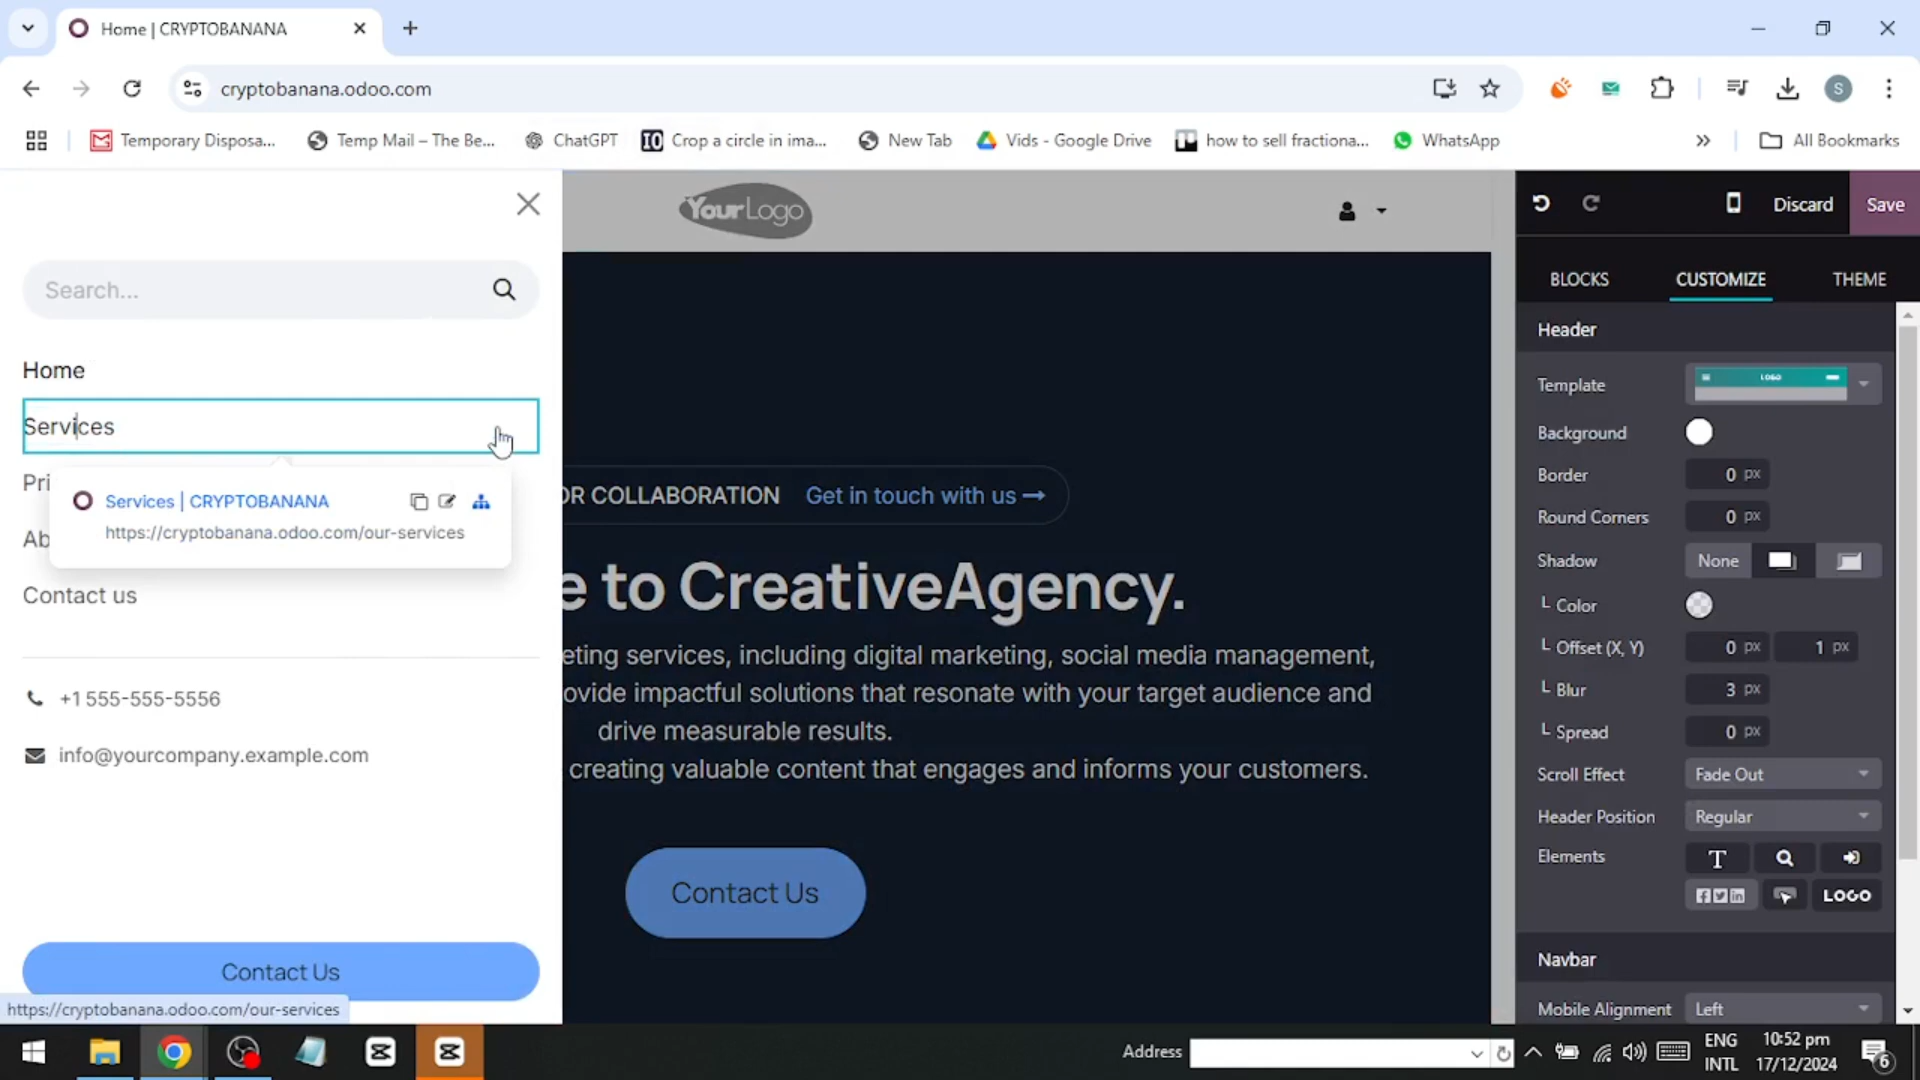 Home | CRYPTOBANANA
cryptobanana.odoo.com
Temporary Disposa...
Temp Mail – The Be...
ChatGPT
Crop a circle in ima...
New Tab
Vids - Google Drive
how to sell fractiona...
WhatsApp
All Bookmarks
S
YourLogo
Discard
Save
Search...
BLOCKS
CUSTOMIZE
THEME
Header
Home
Template
LOGO
Services
Background
Border
0 px
Services | CRYPTOBANANA
https://cryptobanana.odoo.com/our-services
Pri
Ab
OR COLLABORATION
Get in touch with us →
Round Corners
0 px
Shadow
None
Contact us
e to CreativeAgency.
└ Color
└ Offset (X, Y)
0 px
1 px
eting services, including digital marketing, social media management,
ovide impactful solutions that resonate with your target audience and
drive measurable results.
creating valuable content that engages and informs your customers.
└ Blur
3 px
└ Spread
0 px
+1 555-555-5556
info@yourcompany.example.com
Scroll Effect
Fade Out
Header Position
Regular
Elements
T
LOGO
Contact Us
Navbar
Contact Us
Mobile Alignment
Left
https://cryptobanana.odoo.com/our-services
Address
ENG
INTL
10:52 pm
17/12/2024
6